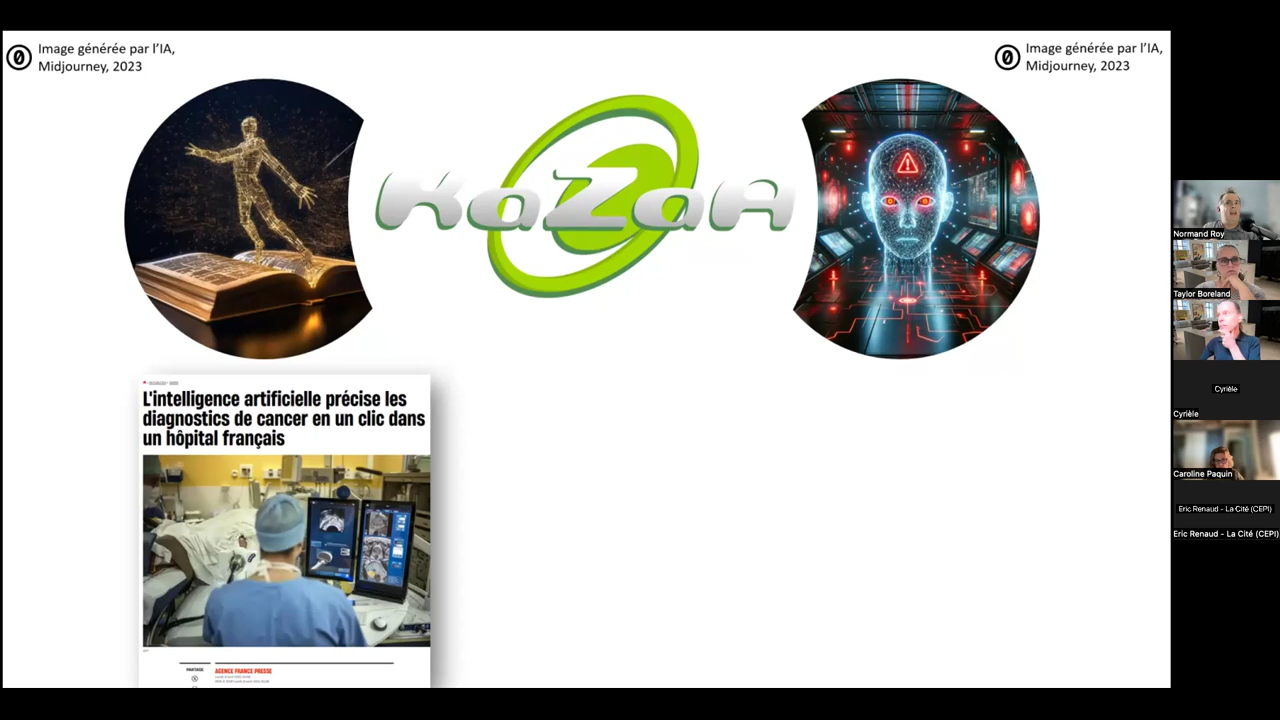 Image générée par l'IA,
Midjourney, 2023
Image générée par l'IA,
Midjourney, 2023
KaZaA
L'intelligence artificielle précise les
diagnostics de cancer en un clic dans
un hôpital français
PARTAGE
AGENCE FRANCE PRESSE
Normand Roy
Taylor Boreland
Cyrièle
Cyrièle
Caroline Paquin
Eric Renaud - La Cité (CEPI)
Eric Renaud - La Cité (CEPI)